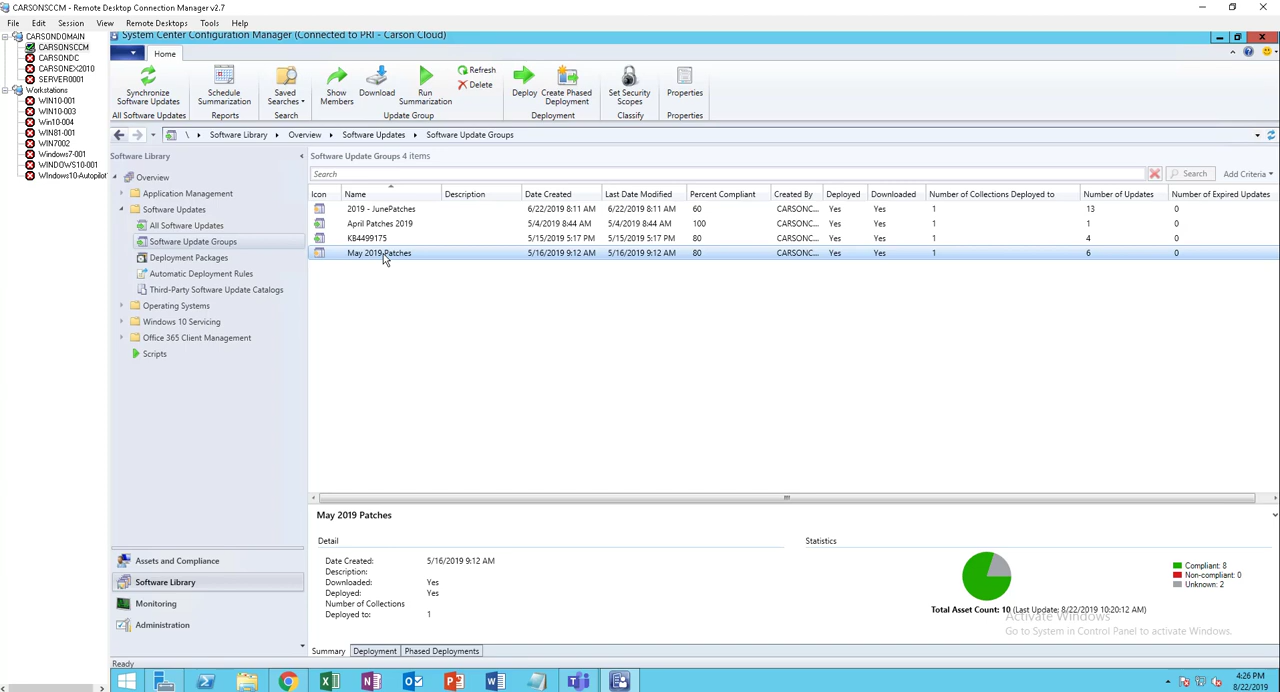 CARSONSCCM - Remote Desktop Connection Manager v2.7
File Edit Session View Remote Desktops Tools Help
CARSONDOMAIN
CARSONSCCM
CARSONDC
CARSONEX2010
SERVER0001
Workstations
WIN10-001
WIN10-003
Win10-004
WIN81-001
WIN7002
Windows7-001
WINDOWS10-001
Windows10-Autopilot
System Center Configuration Manager (Connected to PRI - Carson Cloud)
Home
Synchronize Software Updates
Schedule Summarization
Saved Searches
Show Members
Download
Run Summarization
Refresh
Delete
Deploy
Create Phased Deployment
Set Security Scopes
Properties
All Software Updates Reports Search Update Group Deployment Classify Properties
\ Software Library Overview Software Updates Software Update Groups
Software Library
Overview
Application Management
Software Updates
All Software Updates
Software Update Groups
Deployment Packages
Automatic Deployment Rules
Third-Party Software Update Catalogs
Operating Systems
Windows 10 Servicing
Office 365 Client Management
Scripts
Assets and Compliance
Software Library
Monitoring
Administration
Software Update Groups 4 items
Search Search Add Criteria
Icon Name Description Date Created Last Date Modified Percent Compliant Created By Deployed Downloaded Number of Collections Deployed to Number of Updates Number of Expired Updates
2019 - JunePatches 6/22/2019 8:11 AM 6/22/2019 8:11 AM 60 CARSONC... Yes Yes 1 13 0
April Patches 2019 5/4/2019 8:44 AM 5/4/2019 8:44 AM 100 CARSONC... Yes Yes 1 1 0
KB4499175 5/15/2019 5:17 PM 5/15/2019 5:17 PM 80 CARSONC... Yes Yes 1 4 0
May 2019 Patches 5/16/2019 9:12 AM 5/16/2019 9:12 AM 80 CARSONC... Yes Yes 1 6 0
May 2019 Patches
Detail
Date Created: 5/16/2019 9:12 AM
Description:
Downloaded: Yes
Deployed: Yes
Number of Collections
Deployed to: 1
Statistics
Compliant: 8
Non-compliant: 0
Unknown: 2
Total Asset Count: 10 (Last Update: 8/22/2019 10:20:12 AM)
Activate Windows
Go to System in Control Panel to activate Windows.
Summary Deployment Phased Deployments
Ready
4:26 PM
8/22/2019